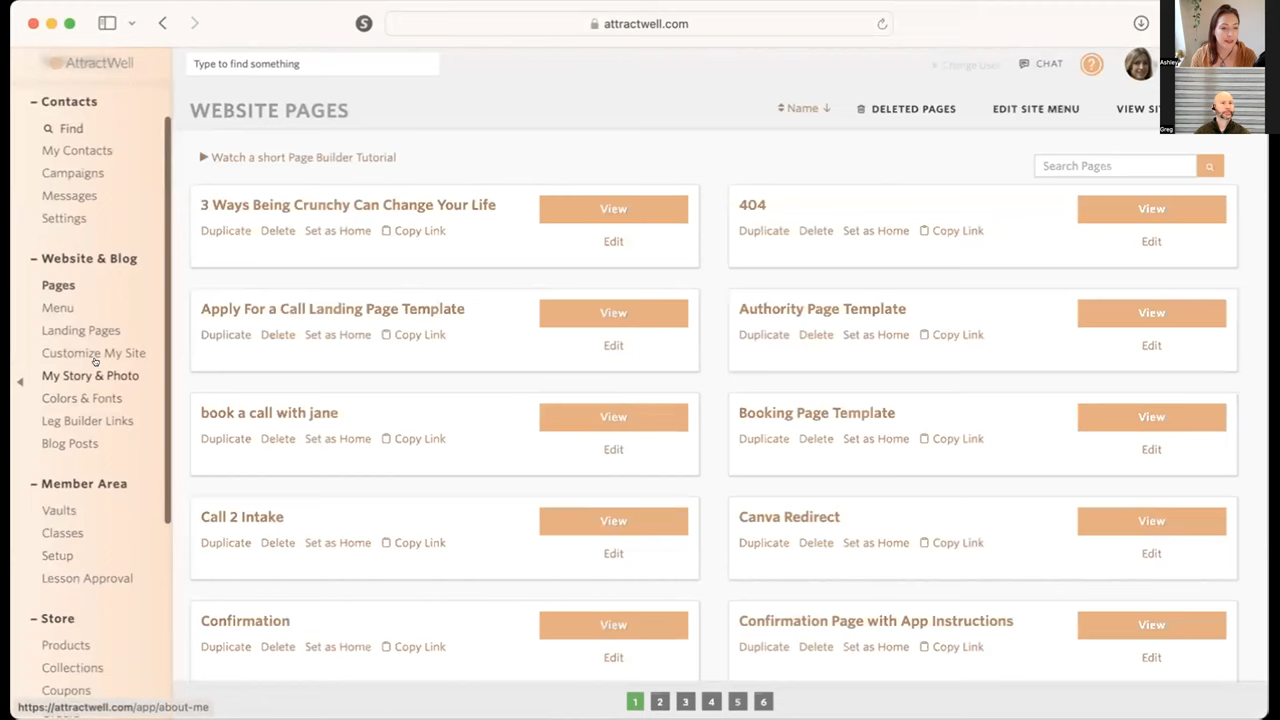 attractwell.com
Ashley
Greg
AttractWell
Type to find something
Change User
CHAT
?
WEBSITE PAGES
Name
DELETED PAGES
EDIT SITE MENU
VIEW SIT
Watch a short Page Builder Tutorial
Search Pages
– Contacts
Find
My Contacts
Campaigns
Messages
Settings
– Website & Blog
Pages
Menu
Landing Pages
Customize My Site
My Story & Photo
Colors & Fonts
Leg Builder Links
Blog Posts
– Member Area
Vaults
Classes
Setup
Lesson Approval
– Store
Products
Collections
Coupons
3 Ways Being Crunchy Can Change Your Life
View
Duplicate Delete Set as Home Copy Link
Edit
404
View
Duplicate Delete Set as Home Copy Link
Edit
Apply For a Call Landing Page Template
View
Duplicate Delete Set as Home Copy Link
Edit
Authority Page Template
View
Duplicate Delete Set as Home Copy Link
Edit
book a call with jane
View
Duplicate Delete Set as Home Copy Link
Edit
Booking Page Template
View
Duplicate Delete Set as Home Copy Link
Edit
Call 2 Intake
View
Duplicate Delete Set as Home Copy Link
Edit
Canva Redirect
View
Duplicate Delete Set as Home Copy Link
Edit
Confirmation
View
Duplicate Delete Set as Home Copy Link
Edit
Confirmation Page with App Instructions
View
Duplicate Delete Set as Home Copy Link
Edit
1 2 3 4 5 6
https://attractwell.com/app/about-me